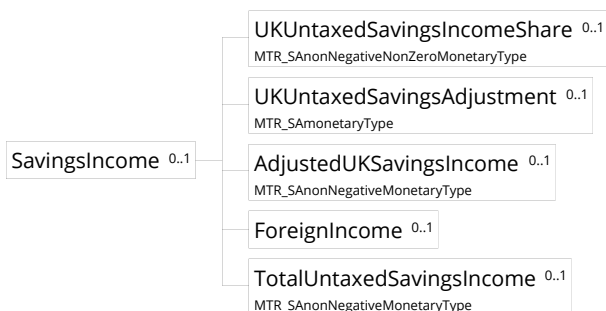 UKUntaxedSavingsIncomeShare 0..1
MTR_SAnonNegativeNonZeroMonetaryType
UKUntaxedSavingsAdjustment 0..1
MTR_SAmonetaryType
SavingsIncome 0..1
AdjustedUKSavingsIncome 0..1
MTR_SAnonNegativeMonetaryType
ForeignIncome 0..1
TotalUntaxedSavingsIncome 0..1
MTR_SAnonNegativeMonetaryType